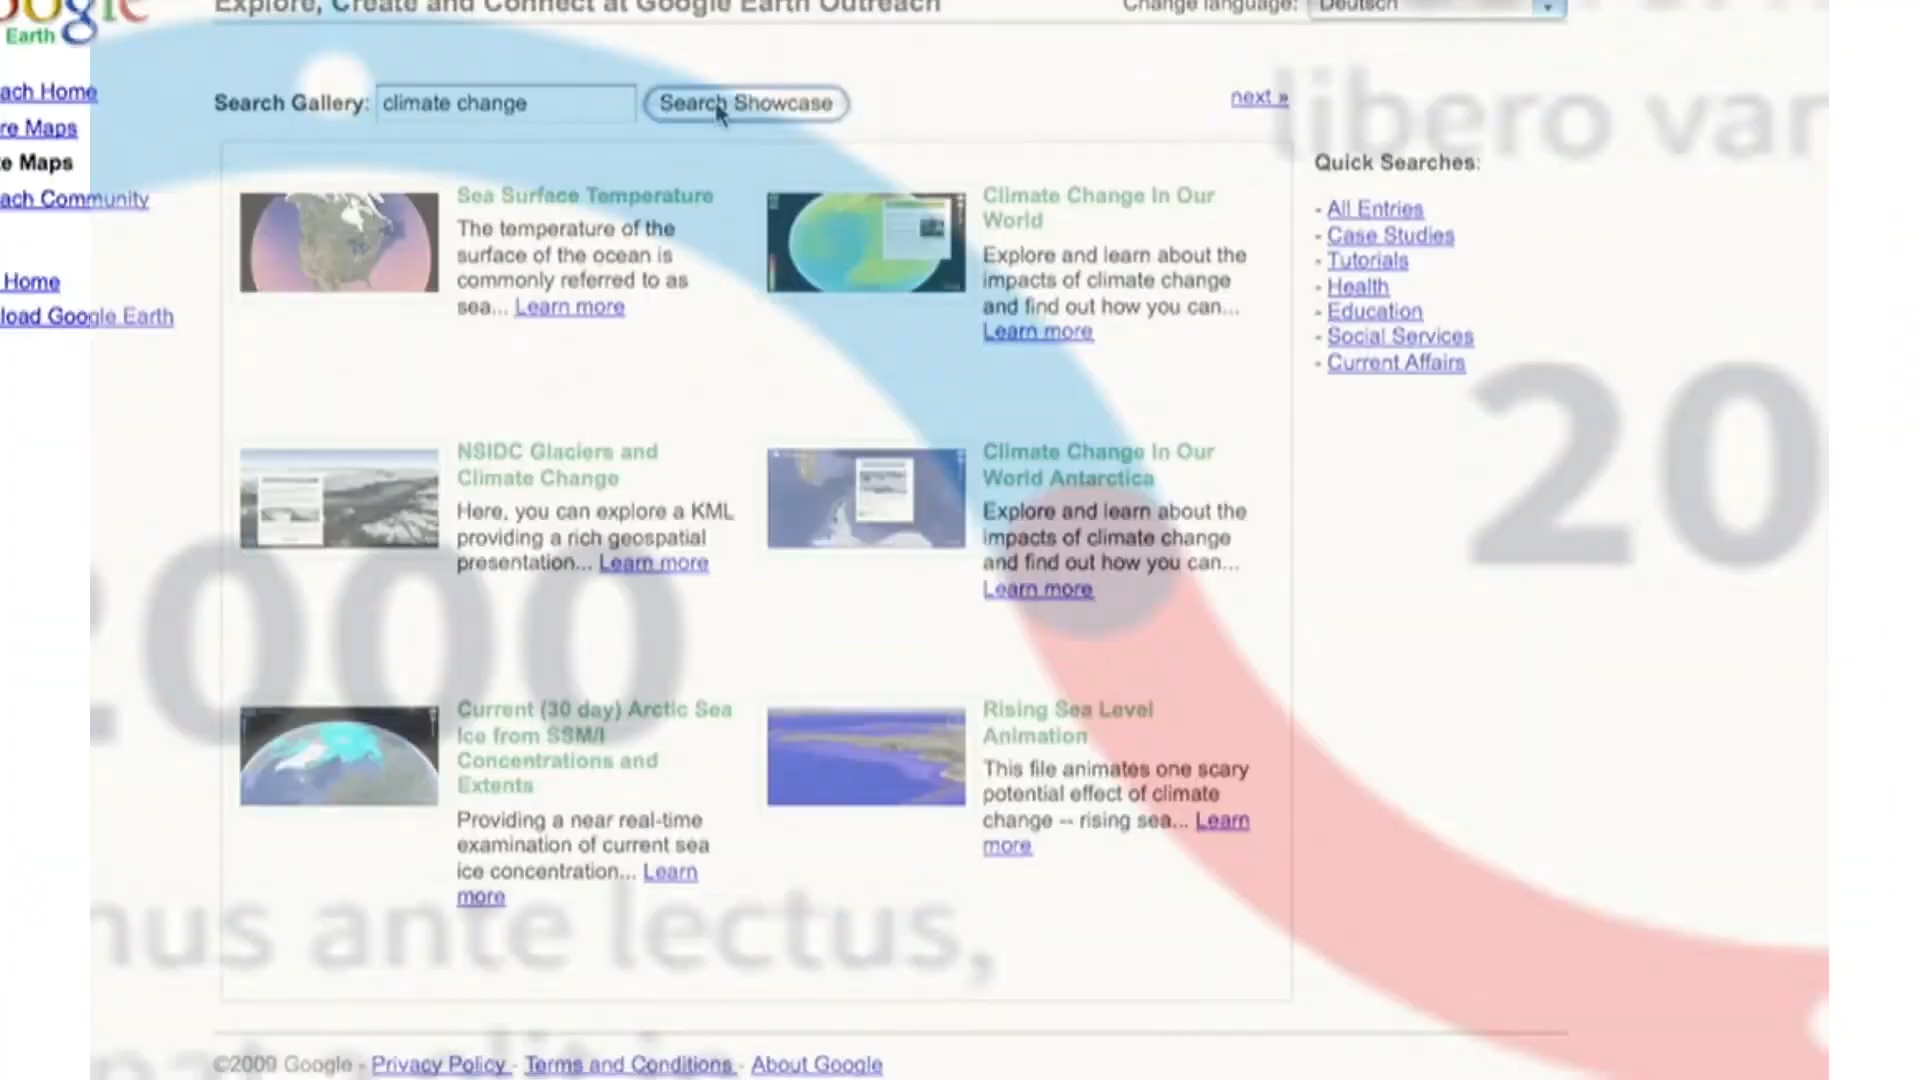 Explore, Create and Connect at Google Earth Outreach
Change language: Deutsch
Earth
ach Home
re Maps
e Maps
ach Community
Home
load Google Earth
Search Gallery: climate change Search Showcase
next »
Sea Surface Temperature
The temperature of the
surface of the ocean is
commonly referred to as
sea... Learn more
Climate Change In Our
World
Explore and learn about the
impacts of climate change
and find out how you can...
Learn more
NSIDC Glaciers and
Climate Change
Here, you can explore a KML
providing a rich geospatial
presentation... Learn more
Climate Change In Our
World Antarctica
Explore and learn about the
impacts of climate change
and find out how you can...
Learn more
Current (30 day) Arctic Sea
Ice from SSM/I
Concentrations and
Extents
Providing a near real-time
examination of current sea
ice concentration... Learn
more
Rising Sea Level
Animation
This file animates one scary
potential effect of climate
change -- rising sea... Learn
more
Quick Searches:
- All Entries
- Case Studies
- Tutorials
- Health
- Education
- Social Services
- Current Affairs
libero var
20
2000
nus ante lectus,
©2009 Google - Privacy Policy - Terms and Conditions - About Google